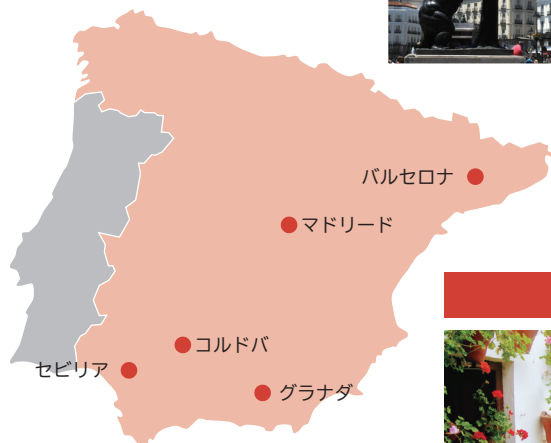 バルセロナ
マドリード
コルドバ
セビリア
グラナダ